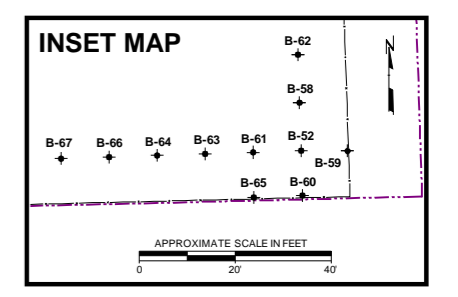 INSET MAP
B-62
N
B-58
B-67 B-66 B-64 B-63 B-61 B-52
B-59
B-65 B-60
APPROXIMATE SCALE IN FEET
0 20' 40'